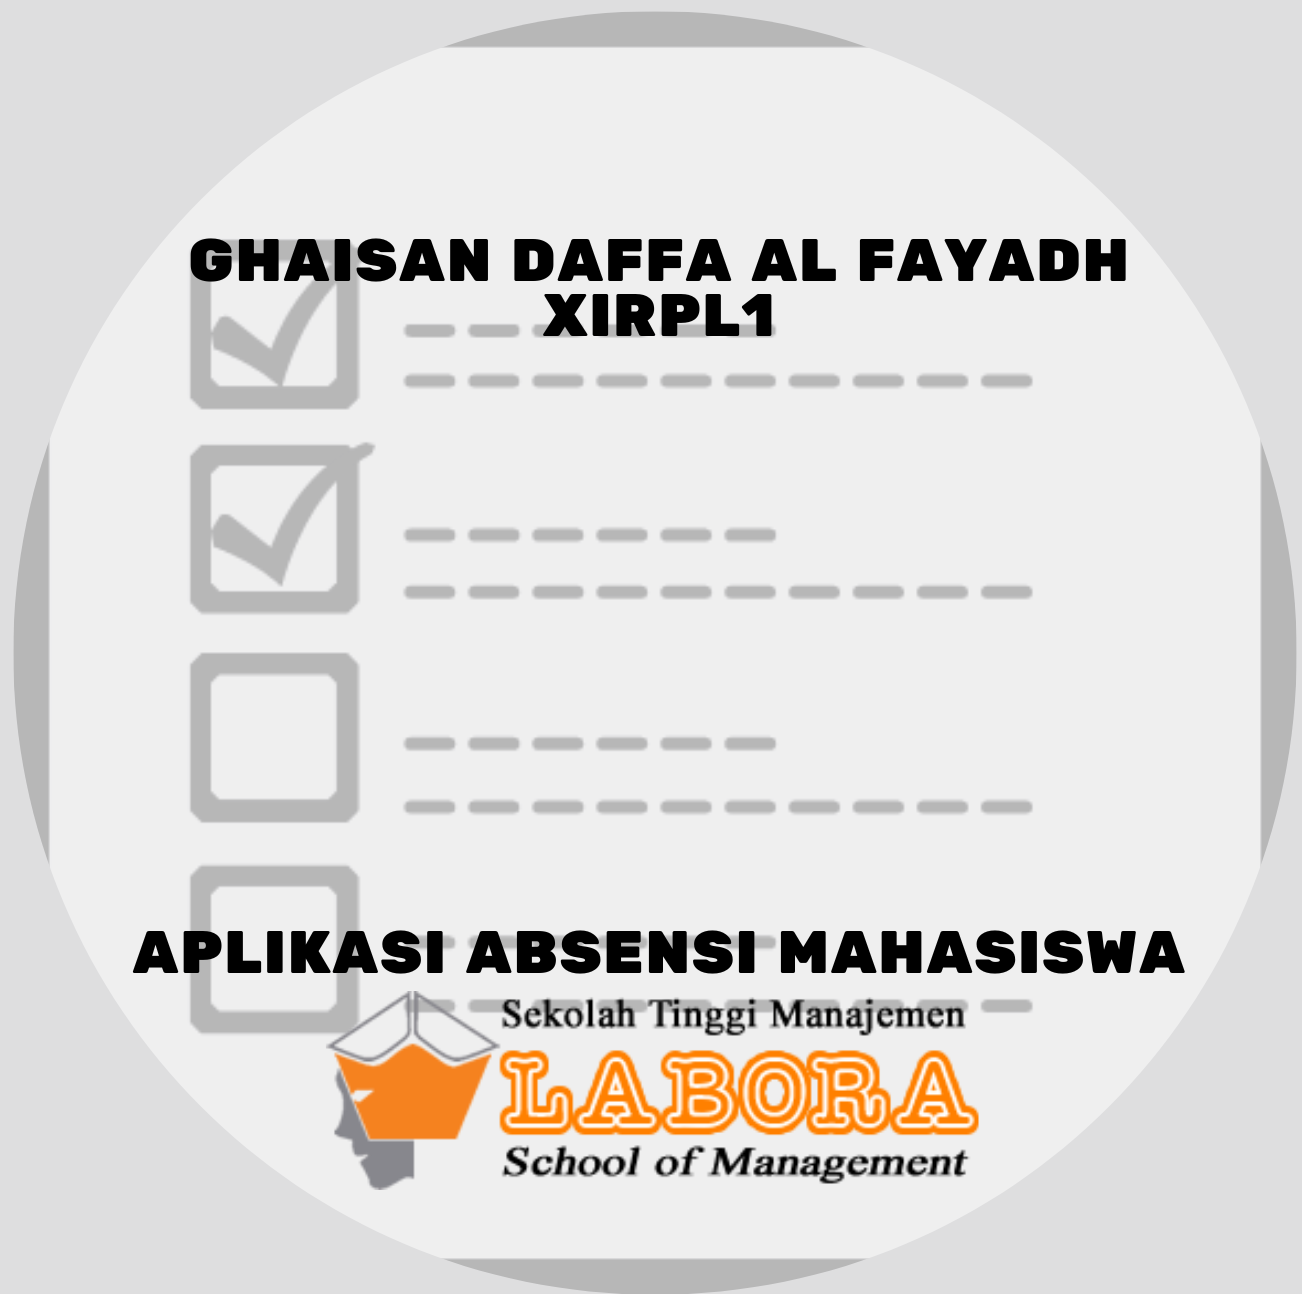 GHAISAN DAFFA AL FAYADH
XIRPL1
APLIKASI ABSENSI MAHASISWA
Sekolah Tinggi Manajemen
LABORA
School of Management